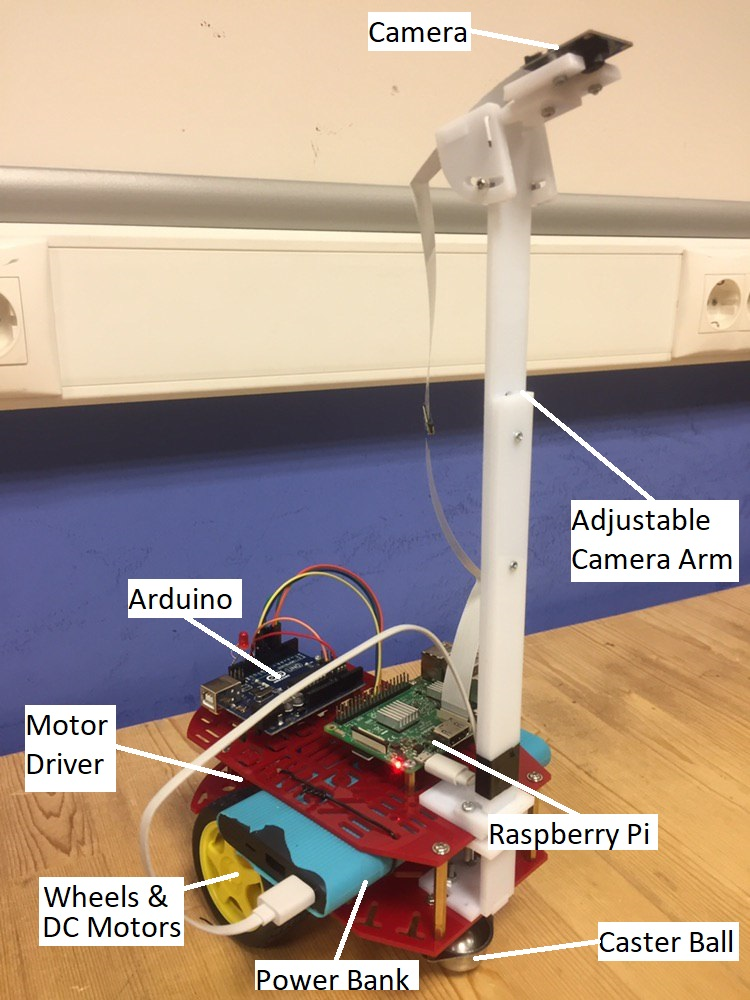 Camera
Adjustable
Camera Arm
Arduino
Motor
Driver
Raspberry Pi
Wheels &
DC Motors
Caster Ball
Power Bank